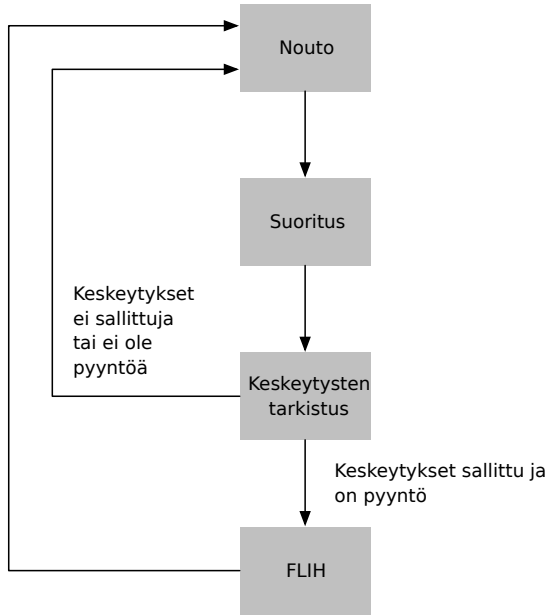 Nouto
Suoritus
Keskeytykset
ei sallittuja
tai ei ole
pyyntöä
Keskeytysten
tarkistus
Keskeytykset sallittu ja
on pyyntö
FLIH